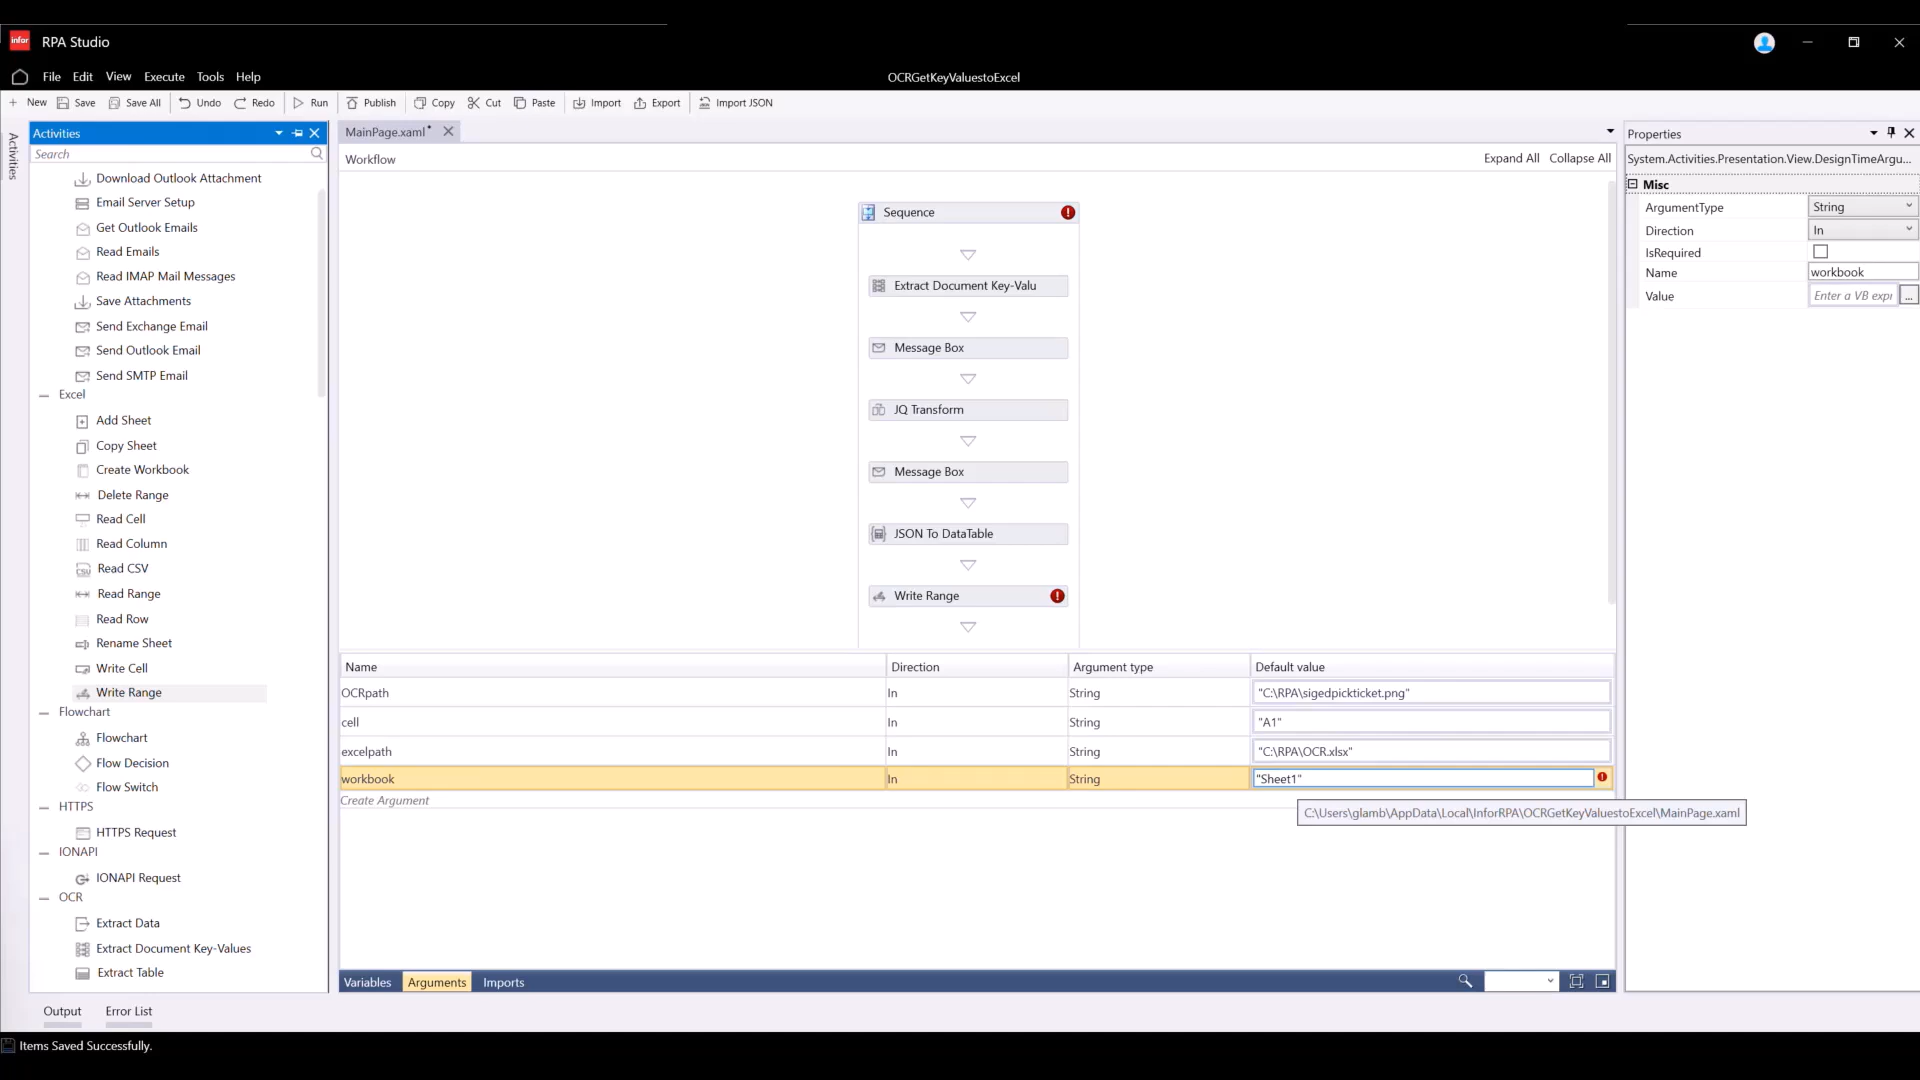 infor RPA Studio
File Edit View Execute Tools Help
OCRGetKeyValuestoExcel
New Save Save All Undo Redo Run Publish Copy Cut Paste Import Export Import JSON
Activities
Activities
Search
Download Outlook Attachment
Email Server Setup
Get Outlook Emails
Read Emails
Read IMAP Mail Messages
Save Attachments
Send Exchange Email
Send Outlook Email
Send SMTP Email
Excel
Add Sheet
Copy Sheet
Create Workbook
Delete Range
Read Cell
Read Column
Read CSV
Read Range
Read Row
Rename Sheet
Write Cell
Write Range
Flowchart
Flowchart
Flow Decision
Flow Switch
HTTPS
HTTPS Request
IONAPI
IONAPI Request
OCR
Extract Data
Extract Document Key-Values
Extract Table
MainPage.xaml*
Workflow
Expand All Collapse All
Sequence
Extract Document Key-Valu
Message Box
JQ Transform
Message Box
JSON To DataTable
Write Range
Name Direction Argument type Default value
OCRpath In String "C:\RPA\sigedpickticket.png"
cell In String "A1"
excelpath In String "C:\RPA\OCR.xlsx"
workbook In String "Sheet1"
Create Argument
C:\Users\glamb\AppData\Local\InforRPA\OCRGetKeyValuestoExcel\MainPage.xaml
Variables Arguments Imports
Properties
System.Activities.Presentation.View.DesignTimeArgu...
Misc
ArgumentType String
Direction In
IsRequired
Name workbook
Value Enter a VB expr ...
Output Error List
Items Saved Successfully.